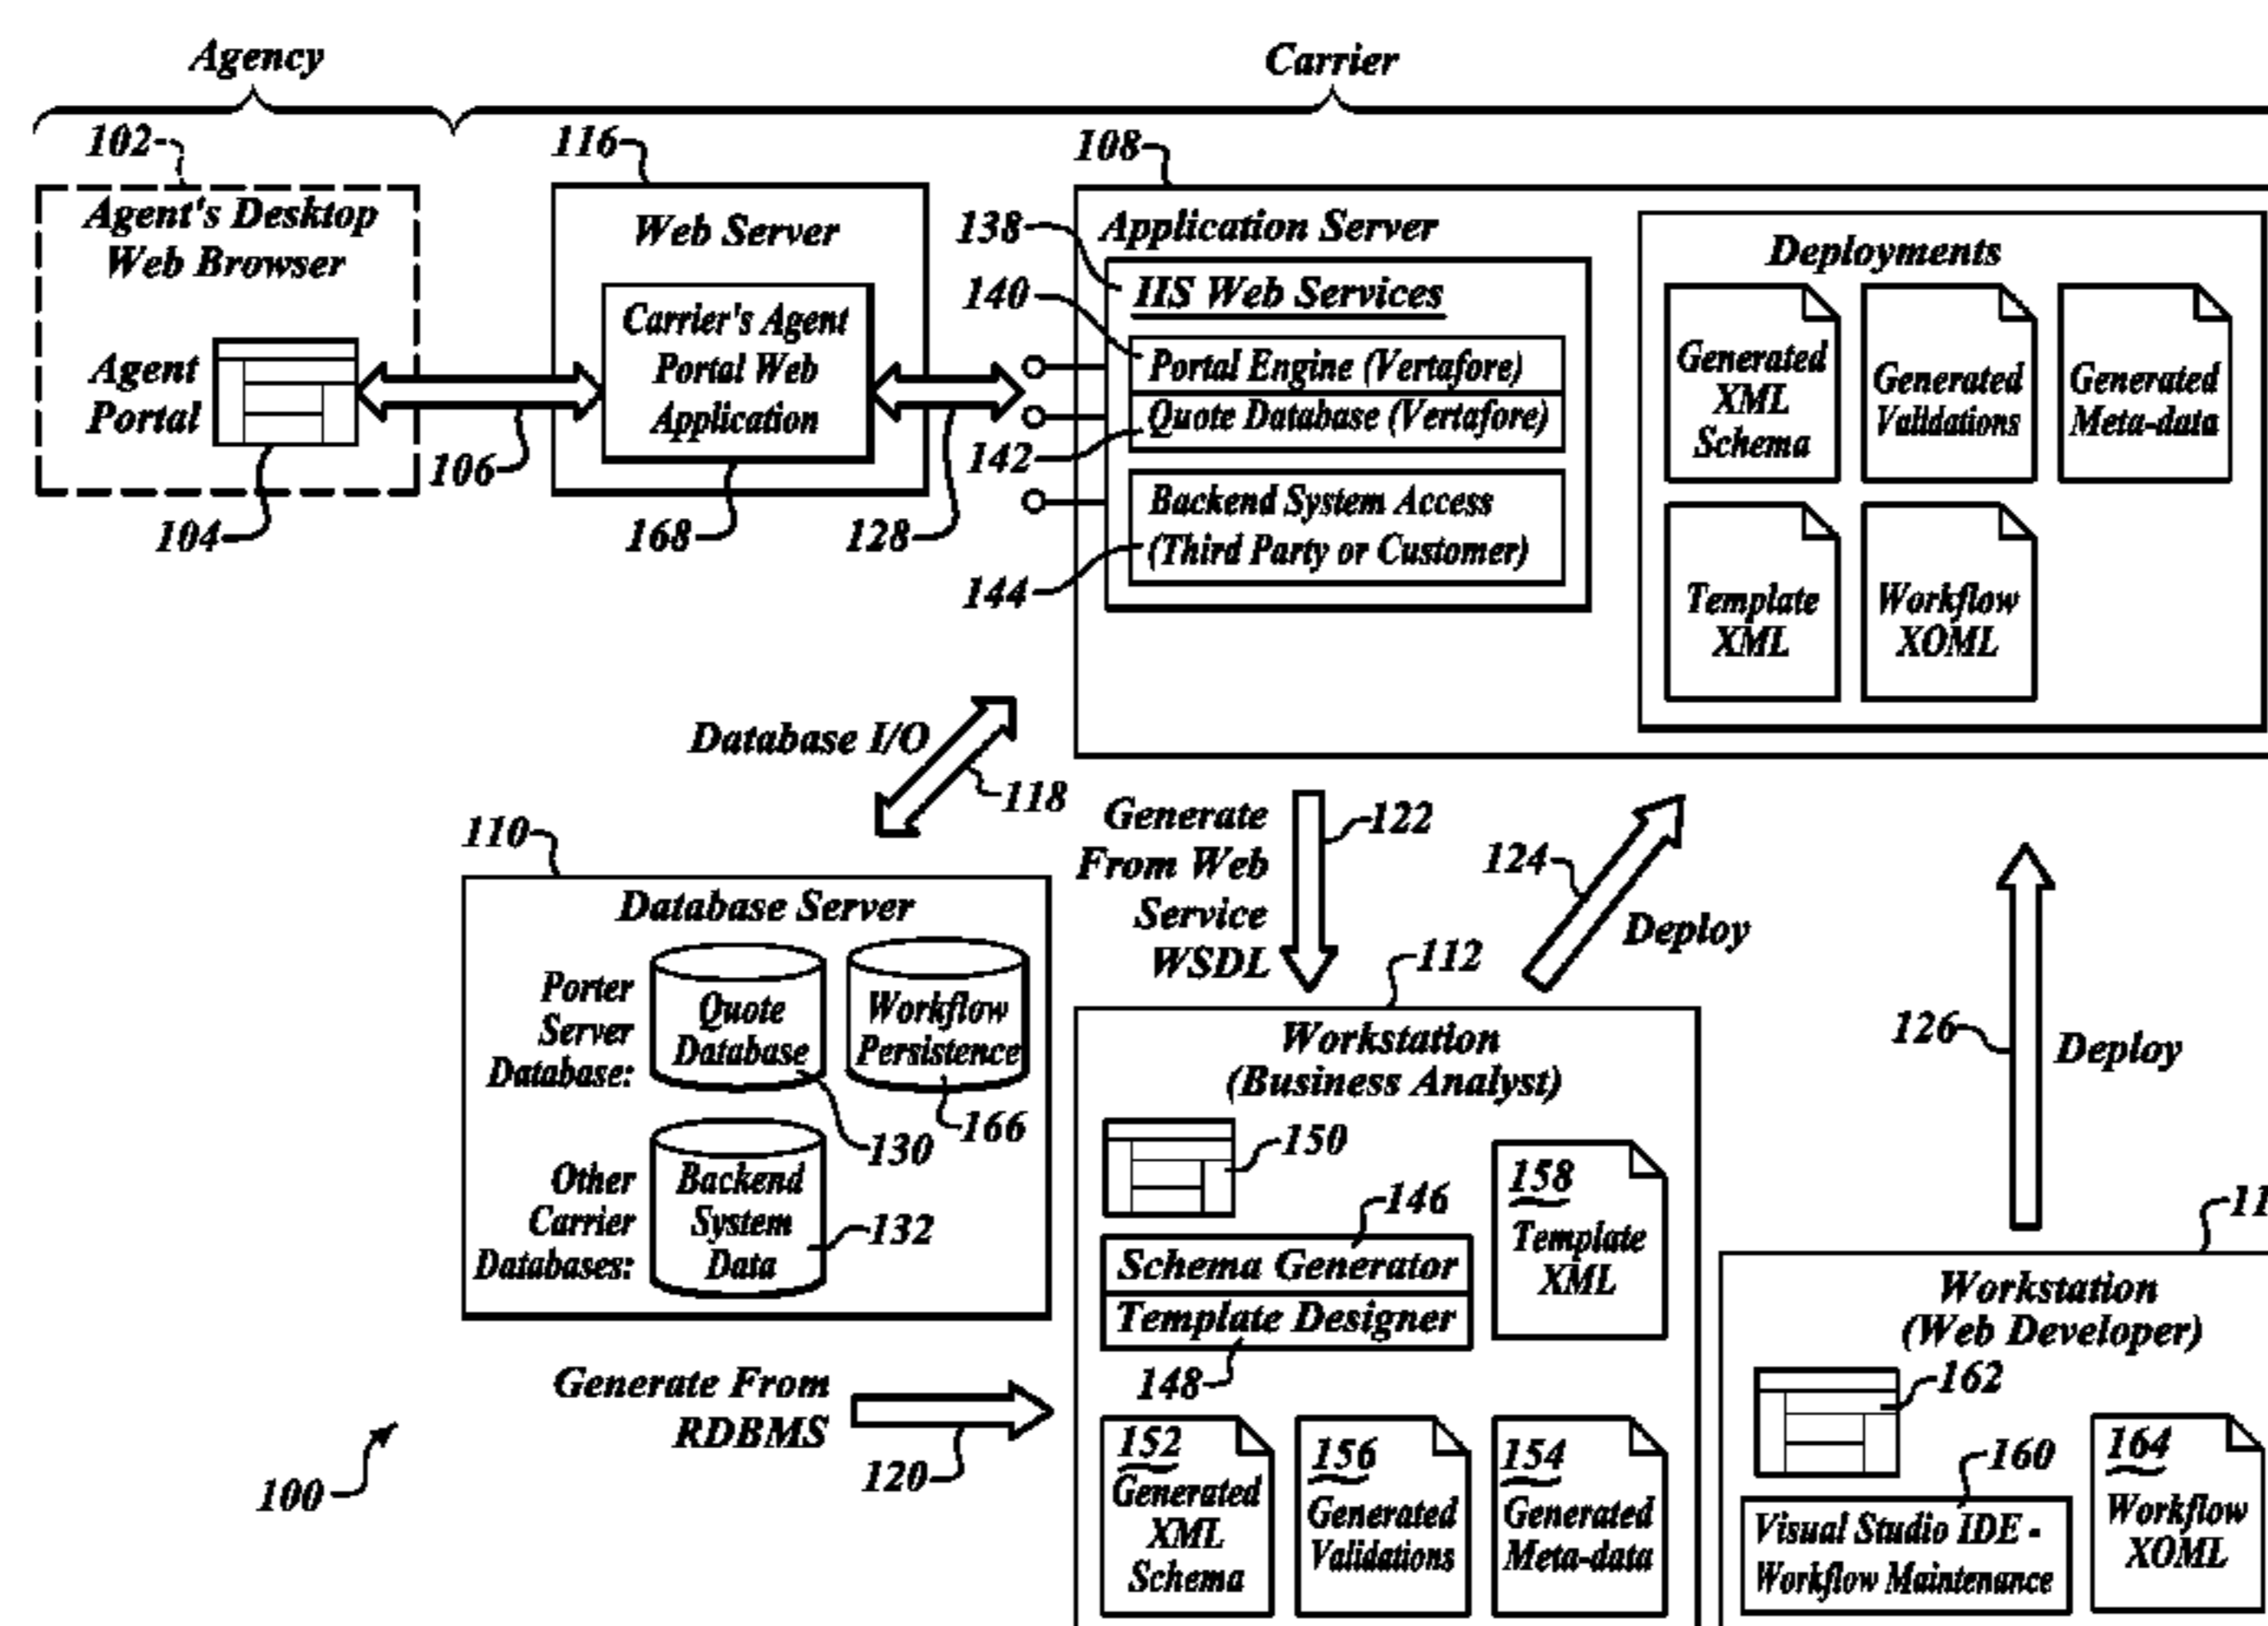 Agency
Carrier
102
116
108
Agent's Desktop
Web Browser
Agent
Portal
104
106
Web Server
Carrier's Agent
Portal Web
Application
168
128
138
140
142
144
Application Server
IIS Web Services
Portal Engine (Vertafore)
Quote Database (Vertafore)
Backend System Access
(Third Party or Customer)
Deployments
Generated
XML
Schema
Generated
Validations
Generated
Meta-data
Template
XML
Workflow
XOML
Database I/O
118
110
Database Server
Porter
Server
Database:
Quote
Database
Workflow
Persistence
130
166
Other
Carrier
Databases:
Backend
System
Data
132
Generate
From Web
Service
WSDL
122
124
Deploy
126
Deploy
112
Workstation
(Business Analyst)
150
146
Schema Generator
Template Designer
148
158
Template
XML
152
Generated
XML
Schema
156
Generated
Validations
154
Generated
Meta-data
Generate From
RDBMS
120
100
11
Workstation
(Web Developer)
162
160
Visual Studio IDE -
Workflow Maintenance
164
Workflow
XOML